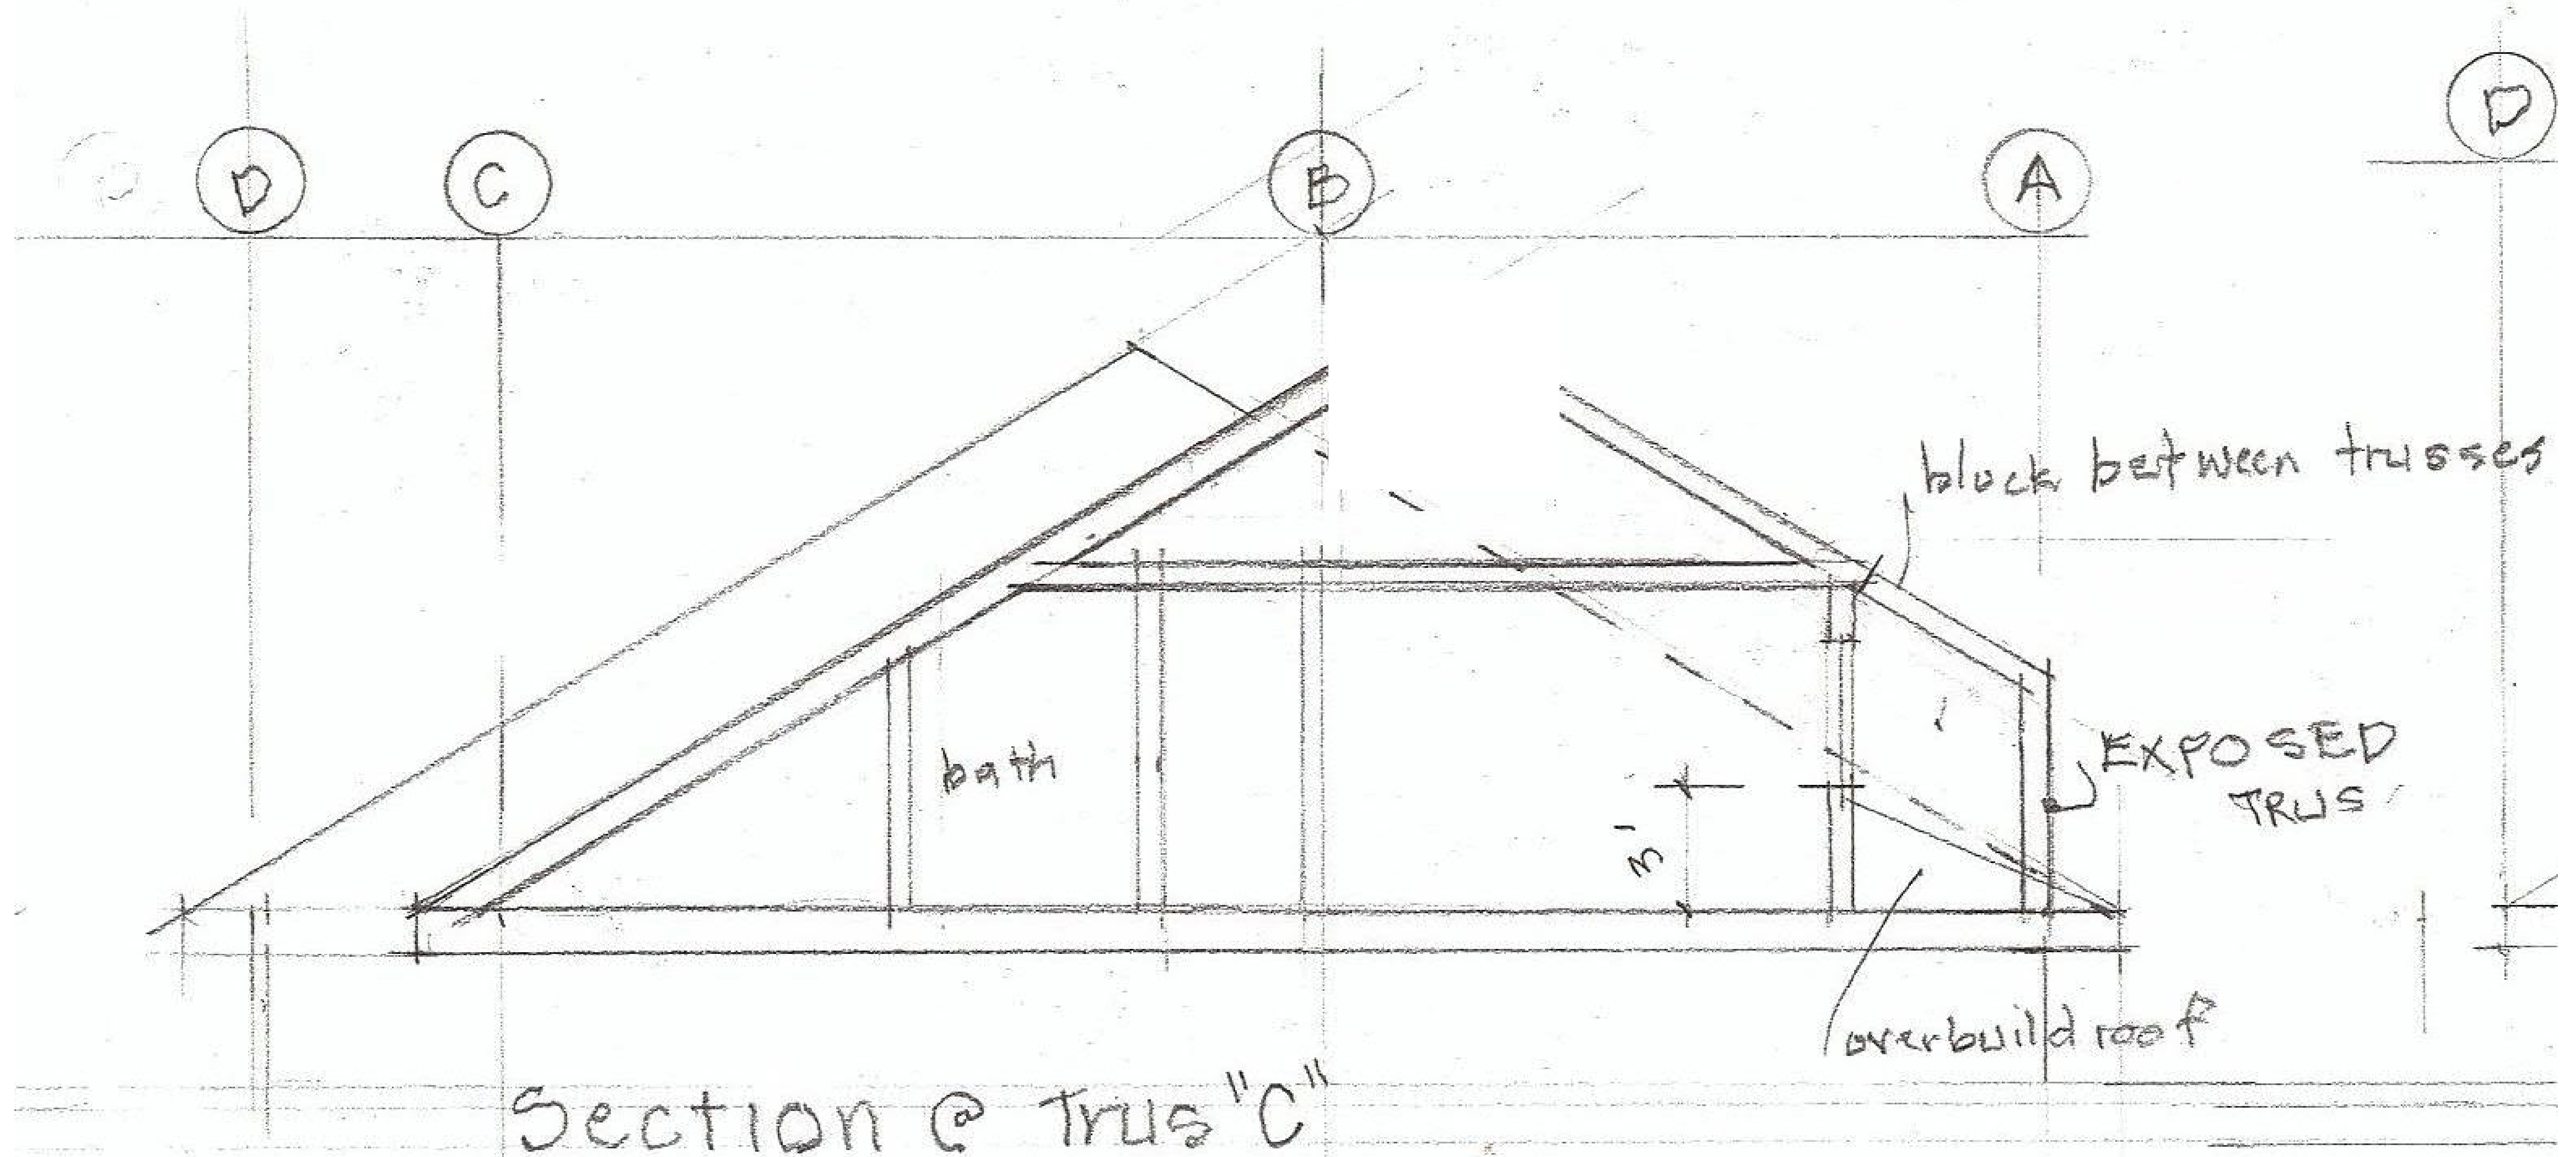 D
C
B
A
D
block between trusses
bath
EXPOSED
TRUS
3'
overbuild roof
Section @ Trus "C"